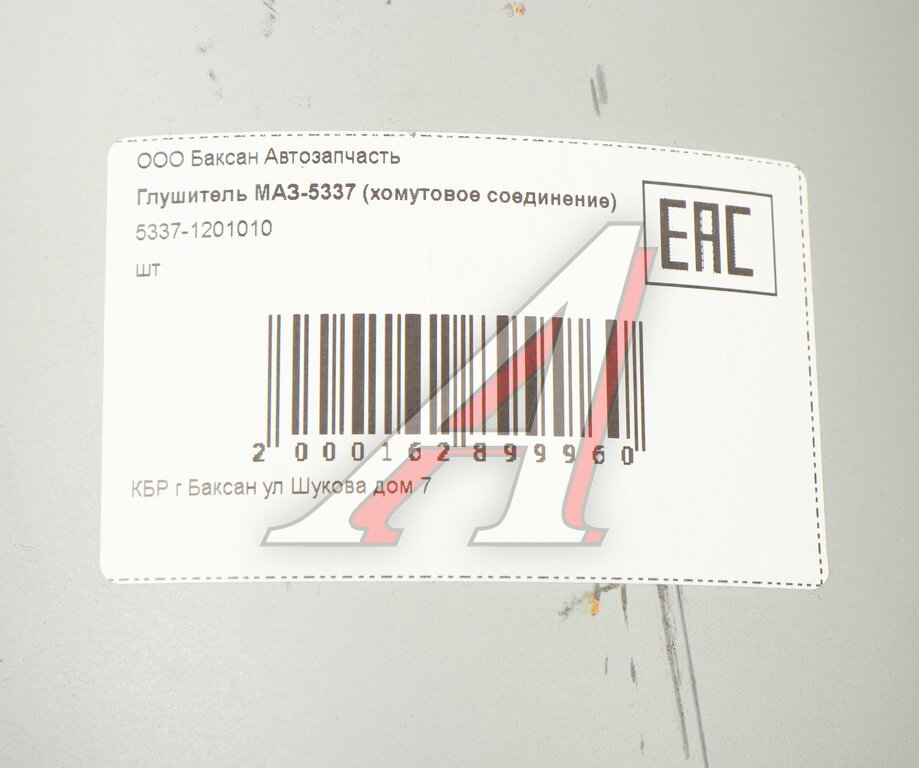 ООО Баксан Автозапчасть
Глушитель МАЗ-5337 (хомутовое соединение)
5337-1201010
шт
EAC
2000162899960
КБР г Баксан ул Шукова дом 7